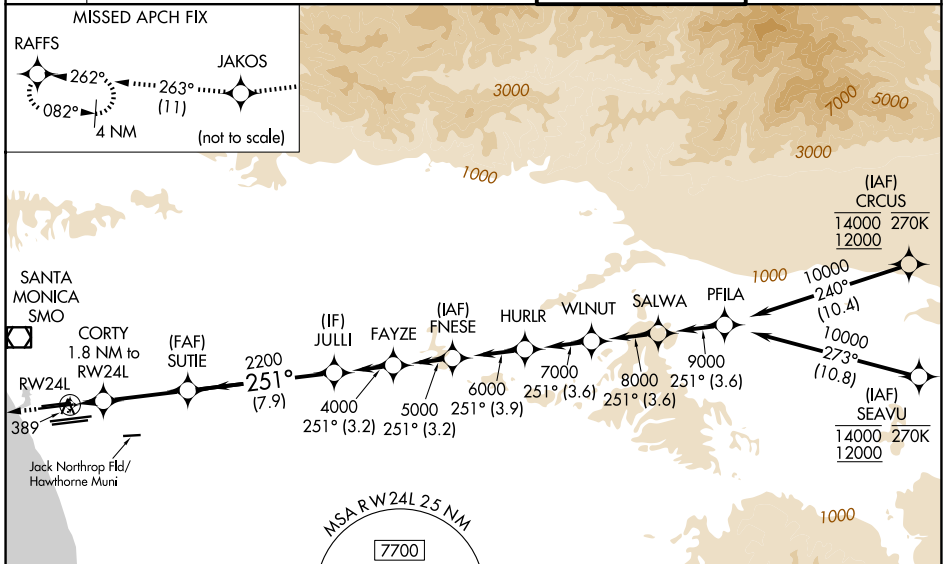 MISSED APCH FIX
RAFFS
JAKOS
262°
263°
(11)
082°
4 NM
(not to scale)
3000
7000
5000
3000
1000
(IAF)
CRCUS
14000 270K
12000
1000
10000
240°
(10.4)
SANTA
MONICA
SMO
CORTY
1.8 NM to
RW24L
(FAF)
SUTIE
(IF)
JULLI
FAYZE
(IAF)
FNESE
HURLR
WLNUT
SALWA
PFILA
2200
251°
(7.9)
4000
251° (3.2)
5000
251° (3.2)
6000
251° (3.9)
7000
251° (3.6)
8000
251° (3.6)
9000
251° (3.6)
10000
273°
(10.8)
(IAF)
SEAVU
14000 270K
12000
RW24L
389
Jack Northrop Fld/
Hawthorne Muni
MSA RW24L 25 NM
7700
1000